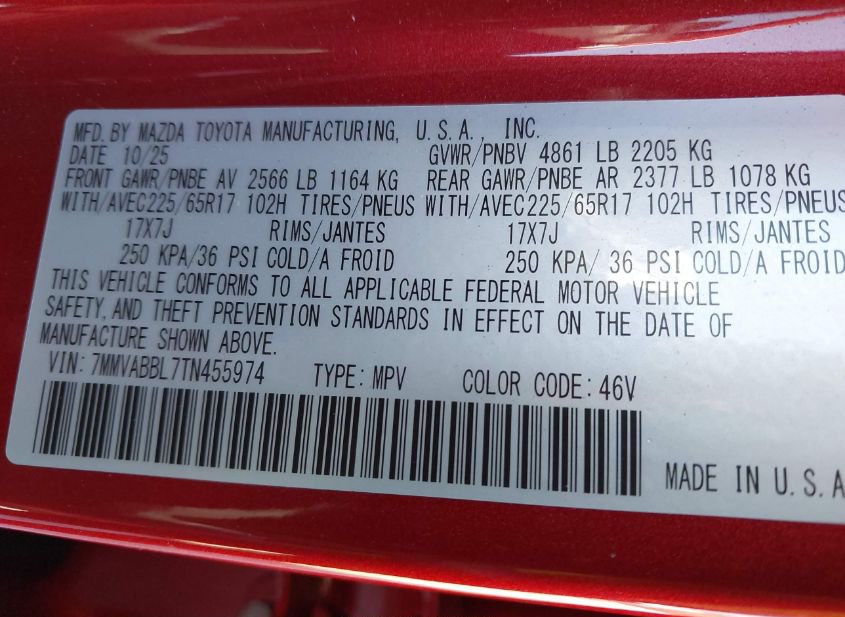 MFD. BY MAZDA TOYOTA MANUFACTURING, U.S.A., INC.
DATE 10/25 GVWR/PNBV 4861 LB 2205 KG
FRONT GAWR/PNBE AV 2566 LB 1164 KG REAR GAWR/PNBE AR 2377 LB 1078 KG
WITH/AVEC225/65R17 102H TIRES/PNEUS WITH/AVEC225/65R17 102H TIRES/PNEUS
17X7J RIMS/JANTES 17X7J RIMS/JANTES
250 KPA/36 PSI COLD/A FROID 250 KPA/ 36 PSI COLD/A FROID
THIS VEHICLE CONFORMS TO ALL APPLICABLE FEDERAL MOTOR VEHICLE
SAFETY, AND THEFT PREVENTION STANDARDS IN EFFECT ON THE DATE OF
MANUFACTURE SHOWN ABOVE.
VIN: 7MMVABBL7TN455974 TYPE: MPV COLOR CODE: 46V
MADE IN U.S.A